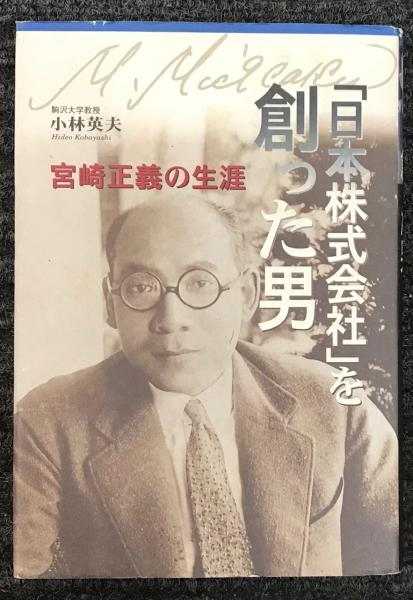 M. Miyazaki
駒沢大学教授
小林英夫
Hideo Kobayashi
「日本株式会社」を
創った男
宮崎正義の生涯